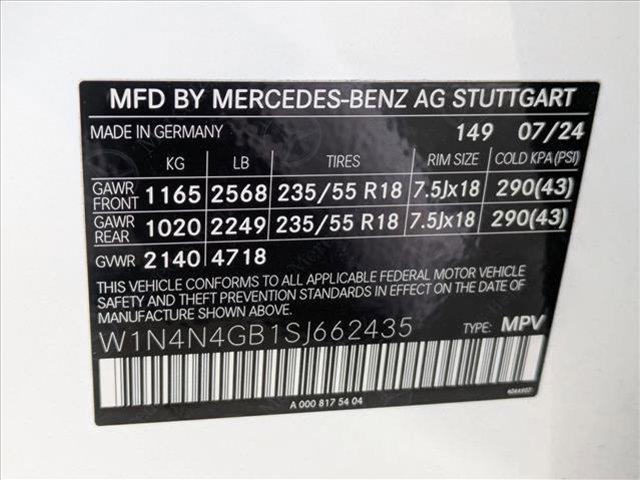 MFD BY MERCEDES-BENZ AG STUTTGART
MADE IN GERMANY 149 07/24
KG LB TIRES RIM SIZE COLD KPA(PSI)
GAWR FRONT 1165 2568 235/55 R18 7.5Jx18 290(43)
GAWR REAR 1020 2249 235/55 R18 7.5Jx18 290(43)
GVWR 2140 4718
THIS VEHICLE CONFORMS TO ALL APPLICABLE FEDERAL MOTOR VEHICLE
SAFETY AND THEFT PREVENTION STANDARDS IN EFFECT ON THE DATE OF
MANUFACTURE SHOWN ABOVE.
W1N4N4GB1SJ662435 TYPE: MPV
A 000 817 54 04